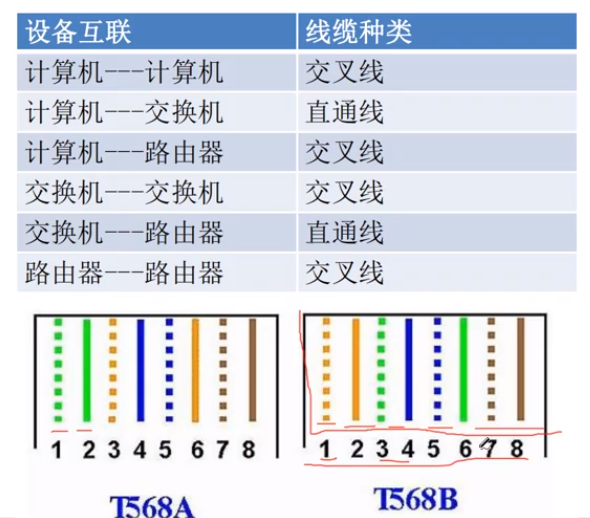 设备互联 线缆种类
计算机---计算机 交叉线
计算机---交换机 直通线
计算机---路由器 交叉线
交换机---交换机 交叉线
交换机---路由器 直通线
路由器---路由器 交叉线
1 2 3 4 5 6 7 8
T568A
1 2 3 4 5 6 7 8
T568B